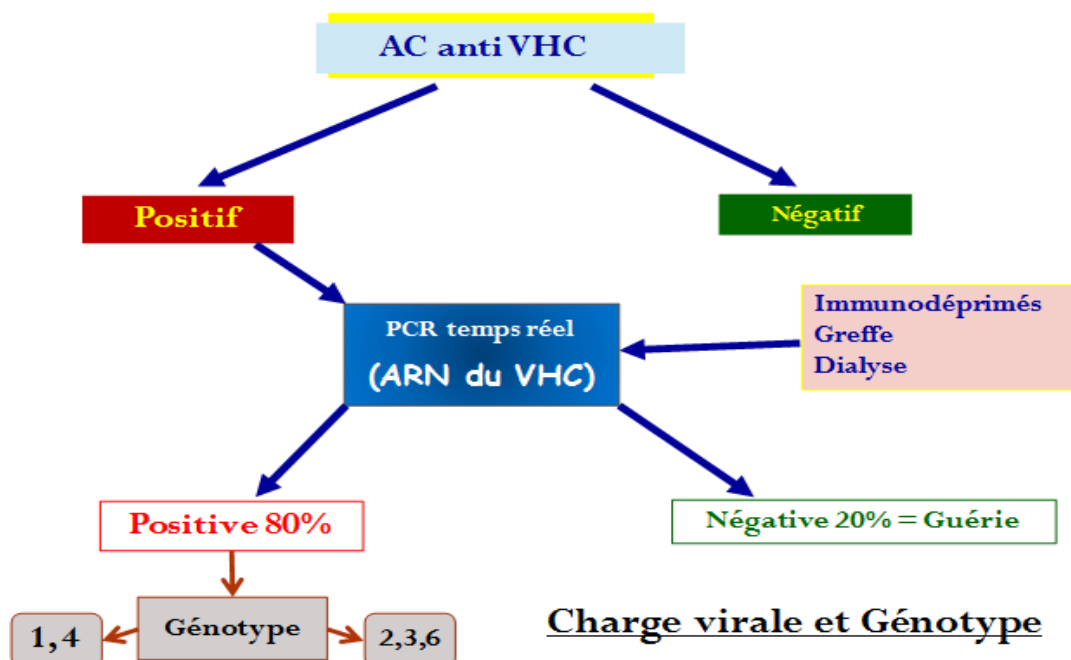 AC anti VHC
Positif
Négatif
PCR temps réel
(ARN du VHC)
Immunodéprimés
Greffe
Dialyse
Positive 80%
Négative 20% = Guérie
Génotype
1,4
2,3,6
Charge virale et Génotype